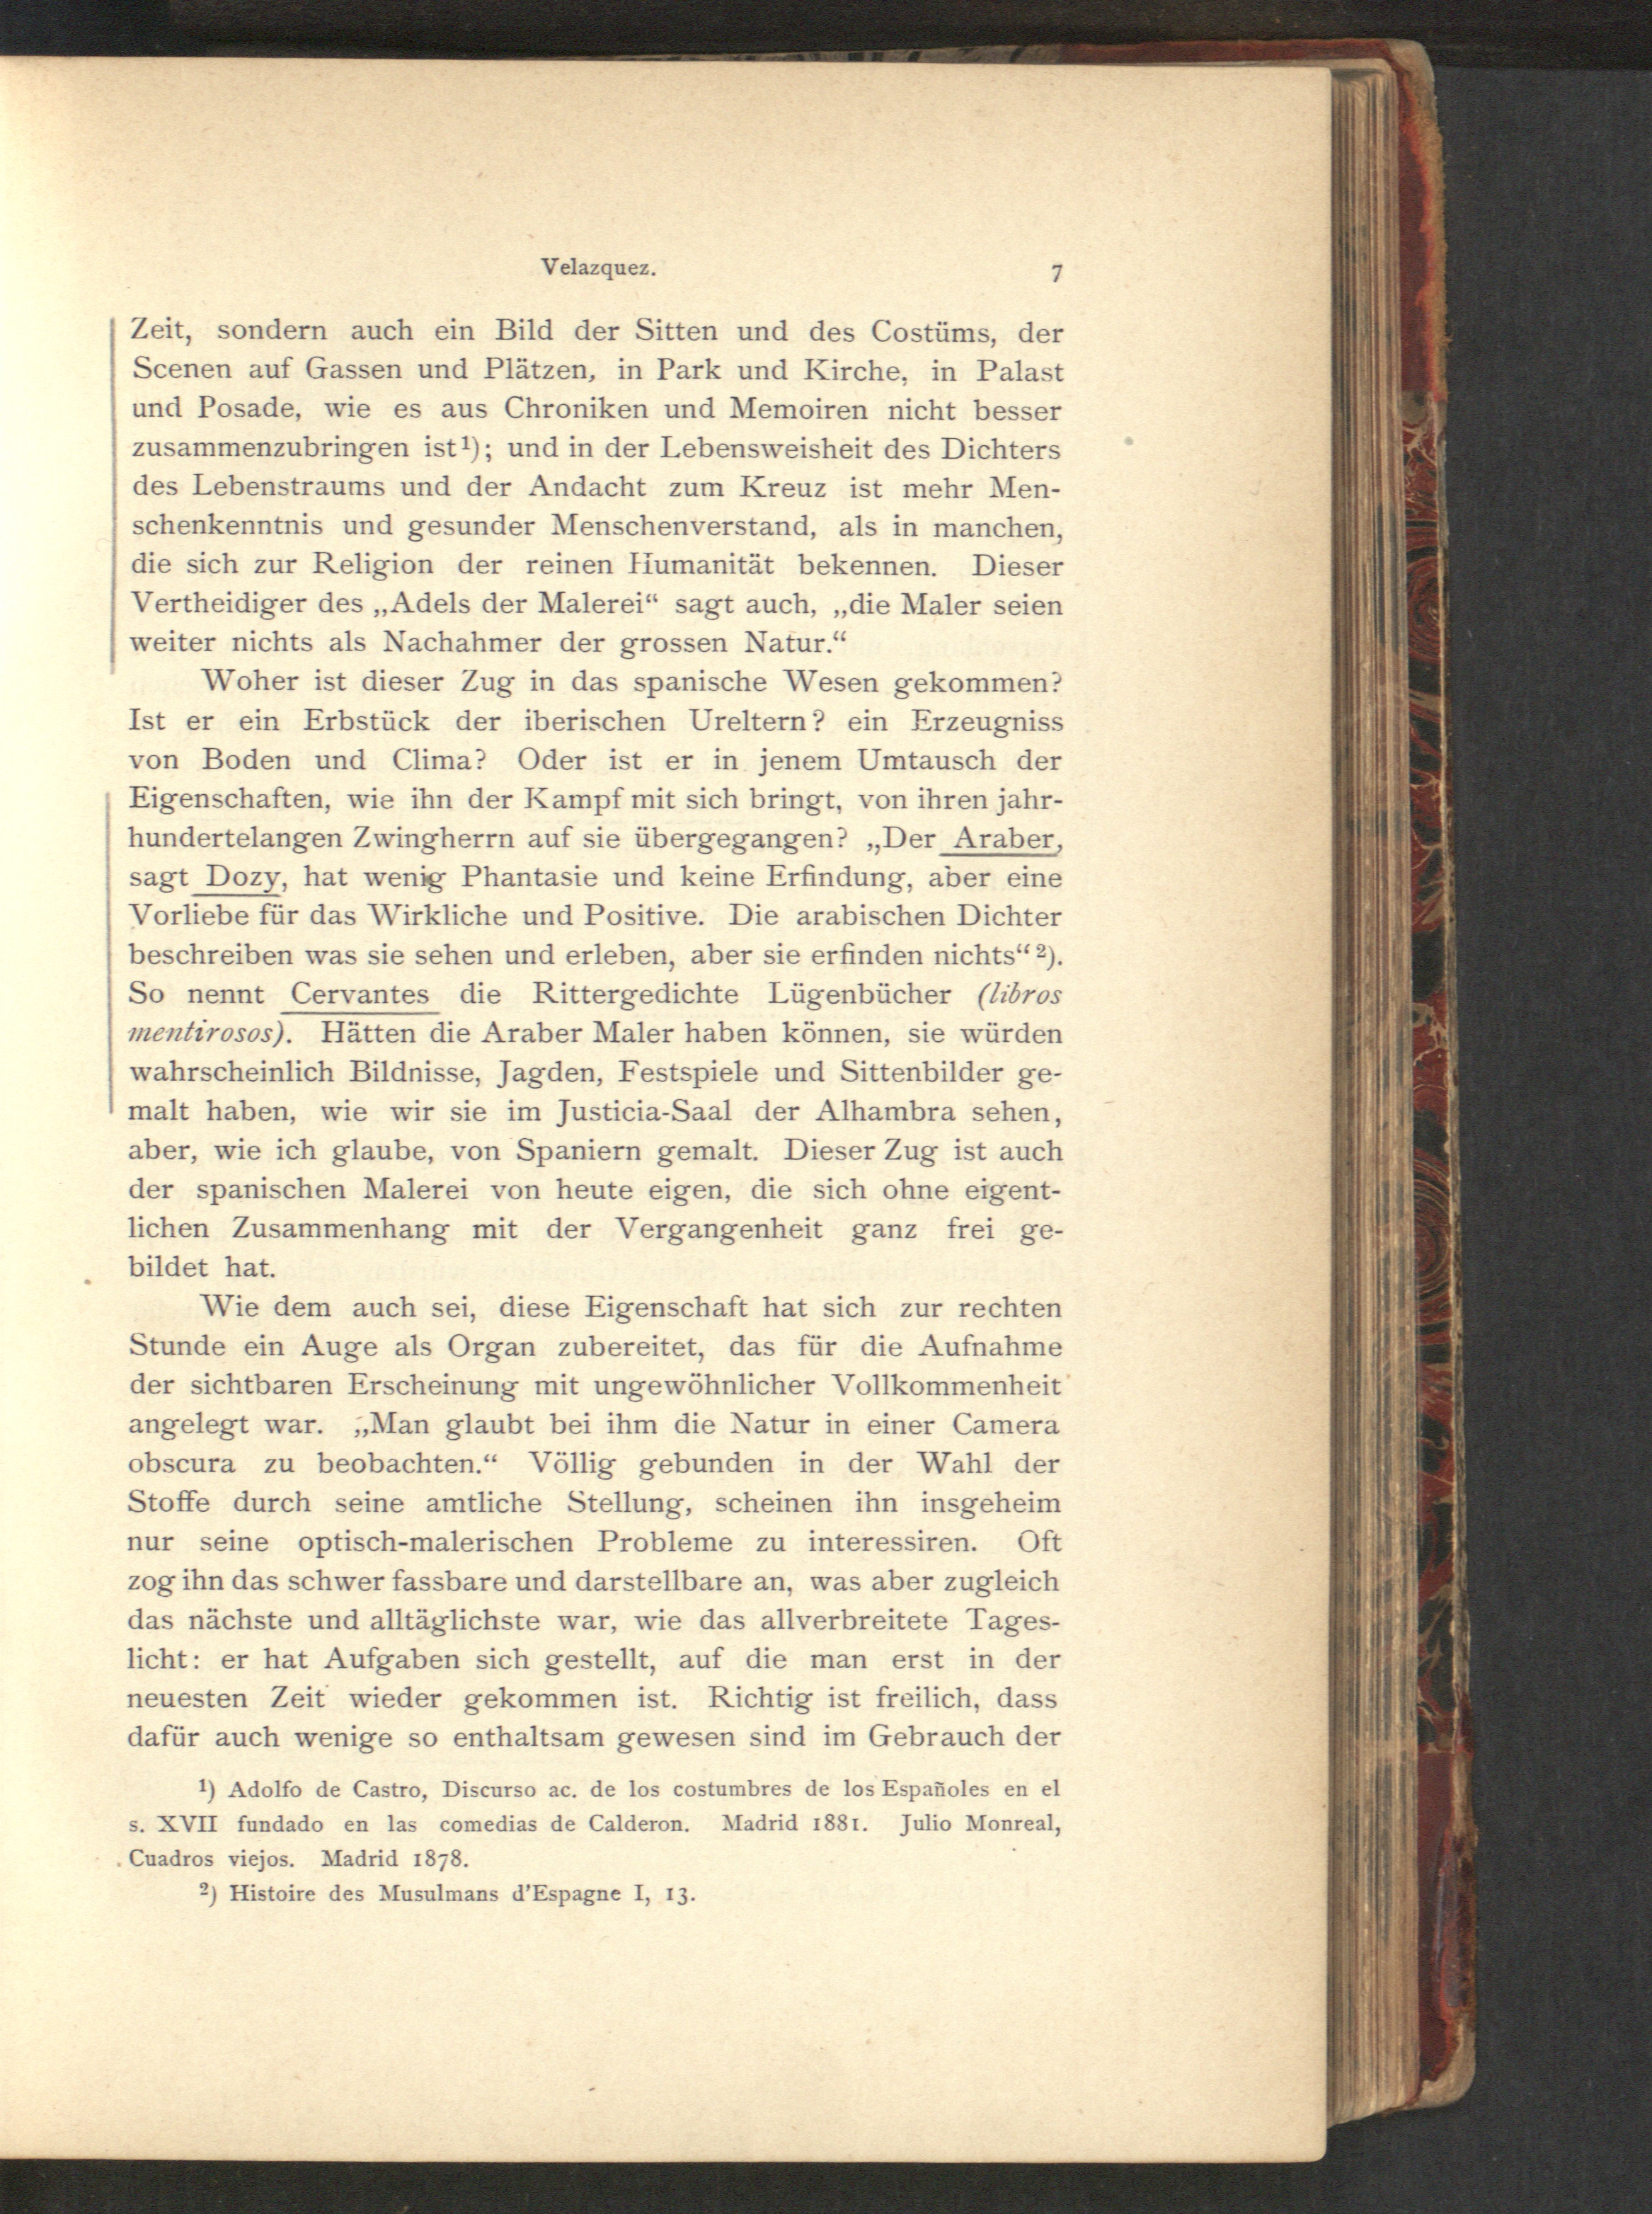 Velazquez. 7
Zeit, sondern auch ein Bild der Sitten und des Costüms, der
Scenen auf Gassen und Plätzen, in Park und Kirche, in Palast
und Posade, wie es aus Chroniken und Memoiren nicht besser
zusammenzubringen ist¹); und in der Lebensweisheit des Dichters
des Lebenstraums und der Andacht zum Kreuz ist mehr Men-
schenkenntnis und gesunder Menschenverstand, als in manchen,
die sich zur Religion der reinen Humanität bekennen. Dieser
Vertheidiger des „Adels der Malerei“ sagt auch, „die Maler seien
weiter nichts als Nachahmer der grossen Natur.“
Woher ist dieser Zug in das spanische Wesen gekommen?
Ist er ein Erbstück der iberischen Ureltern? ein Erzeugniss
von Boden und Clima? Oder ist er in jenem Umtausch der
Eigenschaften, wie ihn der Kampf mit sich bringt, von ihren jahr-
hundertelangen Zwingherrn auf sie übergegangen? „Der Araber,
sagt Dozy, hat wenig Phantasie und keine Erfindung, aber eine
Vorliebe für das Wirkliche und Positive. Die arabischen Dichter
beschreiben was sie sehen und erleben, aber sie erfinden nichts“²).
So nennt Cervantes die Rittergedichte Lügenbücher (libros
mentirosos). Hätten die Araber Maler haben können, sie würden
wahrscheinlich Bildnisse, Jagden, Festspiele und Sittenbilder ge-
malt haben, wie wir sie im Justicia-Saal der Alhambra sehen,
aber, wie ich glaube, von Spaniern gemalt. Dieser Zug ist auch
der spanischen Malerei von heute eigen, die sich ohne eigent-
lichen Zusammenhang mit der Vergangenheit ganz frei ge-
bildet hat.
Wie dem auch sei, diese Eigenschaft hat sich zur rechten
Stunde ein Auge als Organ zubereitet, das für die Aufnahme
der sichtbaren Erscheinung mit ungewöhnlicher Vollkommenheit
angelegt war. „Man glaubt bei ihm die Natur in einer Camera
obscura zu beobachten.“ Völlig gebunden in der Wahl der
Stoffe durch seine amtliche Stellung, scheinen ihn insgeheim
nur seine optisch-malerischen Probleme zu interessiren. Oft
zog ihn das schwer fassbare und darstellbare an, was aber zugleich
das nächste und alltäglichste war, wie das allverbreitete Tages-
licht: er hat Aufgaben sich gestellt, auf die man erst in der
neuesten Zeit wieder gekommen ist. Richtig ist freilich, dass
dafür auch wenige so enthaltsam gewesen sind im Gebrauch der
¹) Adolfo de Castro, Discurso ac. de los costumbres de los Españoles en el
s. XVII fundado en las comedias de Calderon. Madrid 1881. Julio Monreal,
Cuadros viejos. Madrid 1878.
²) Histoire des Musulmans d'Espagne I, 13.